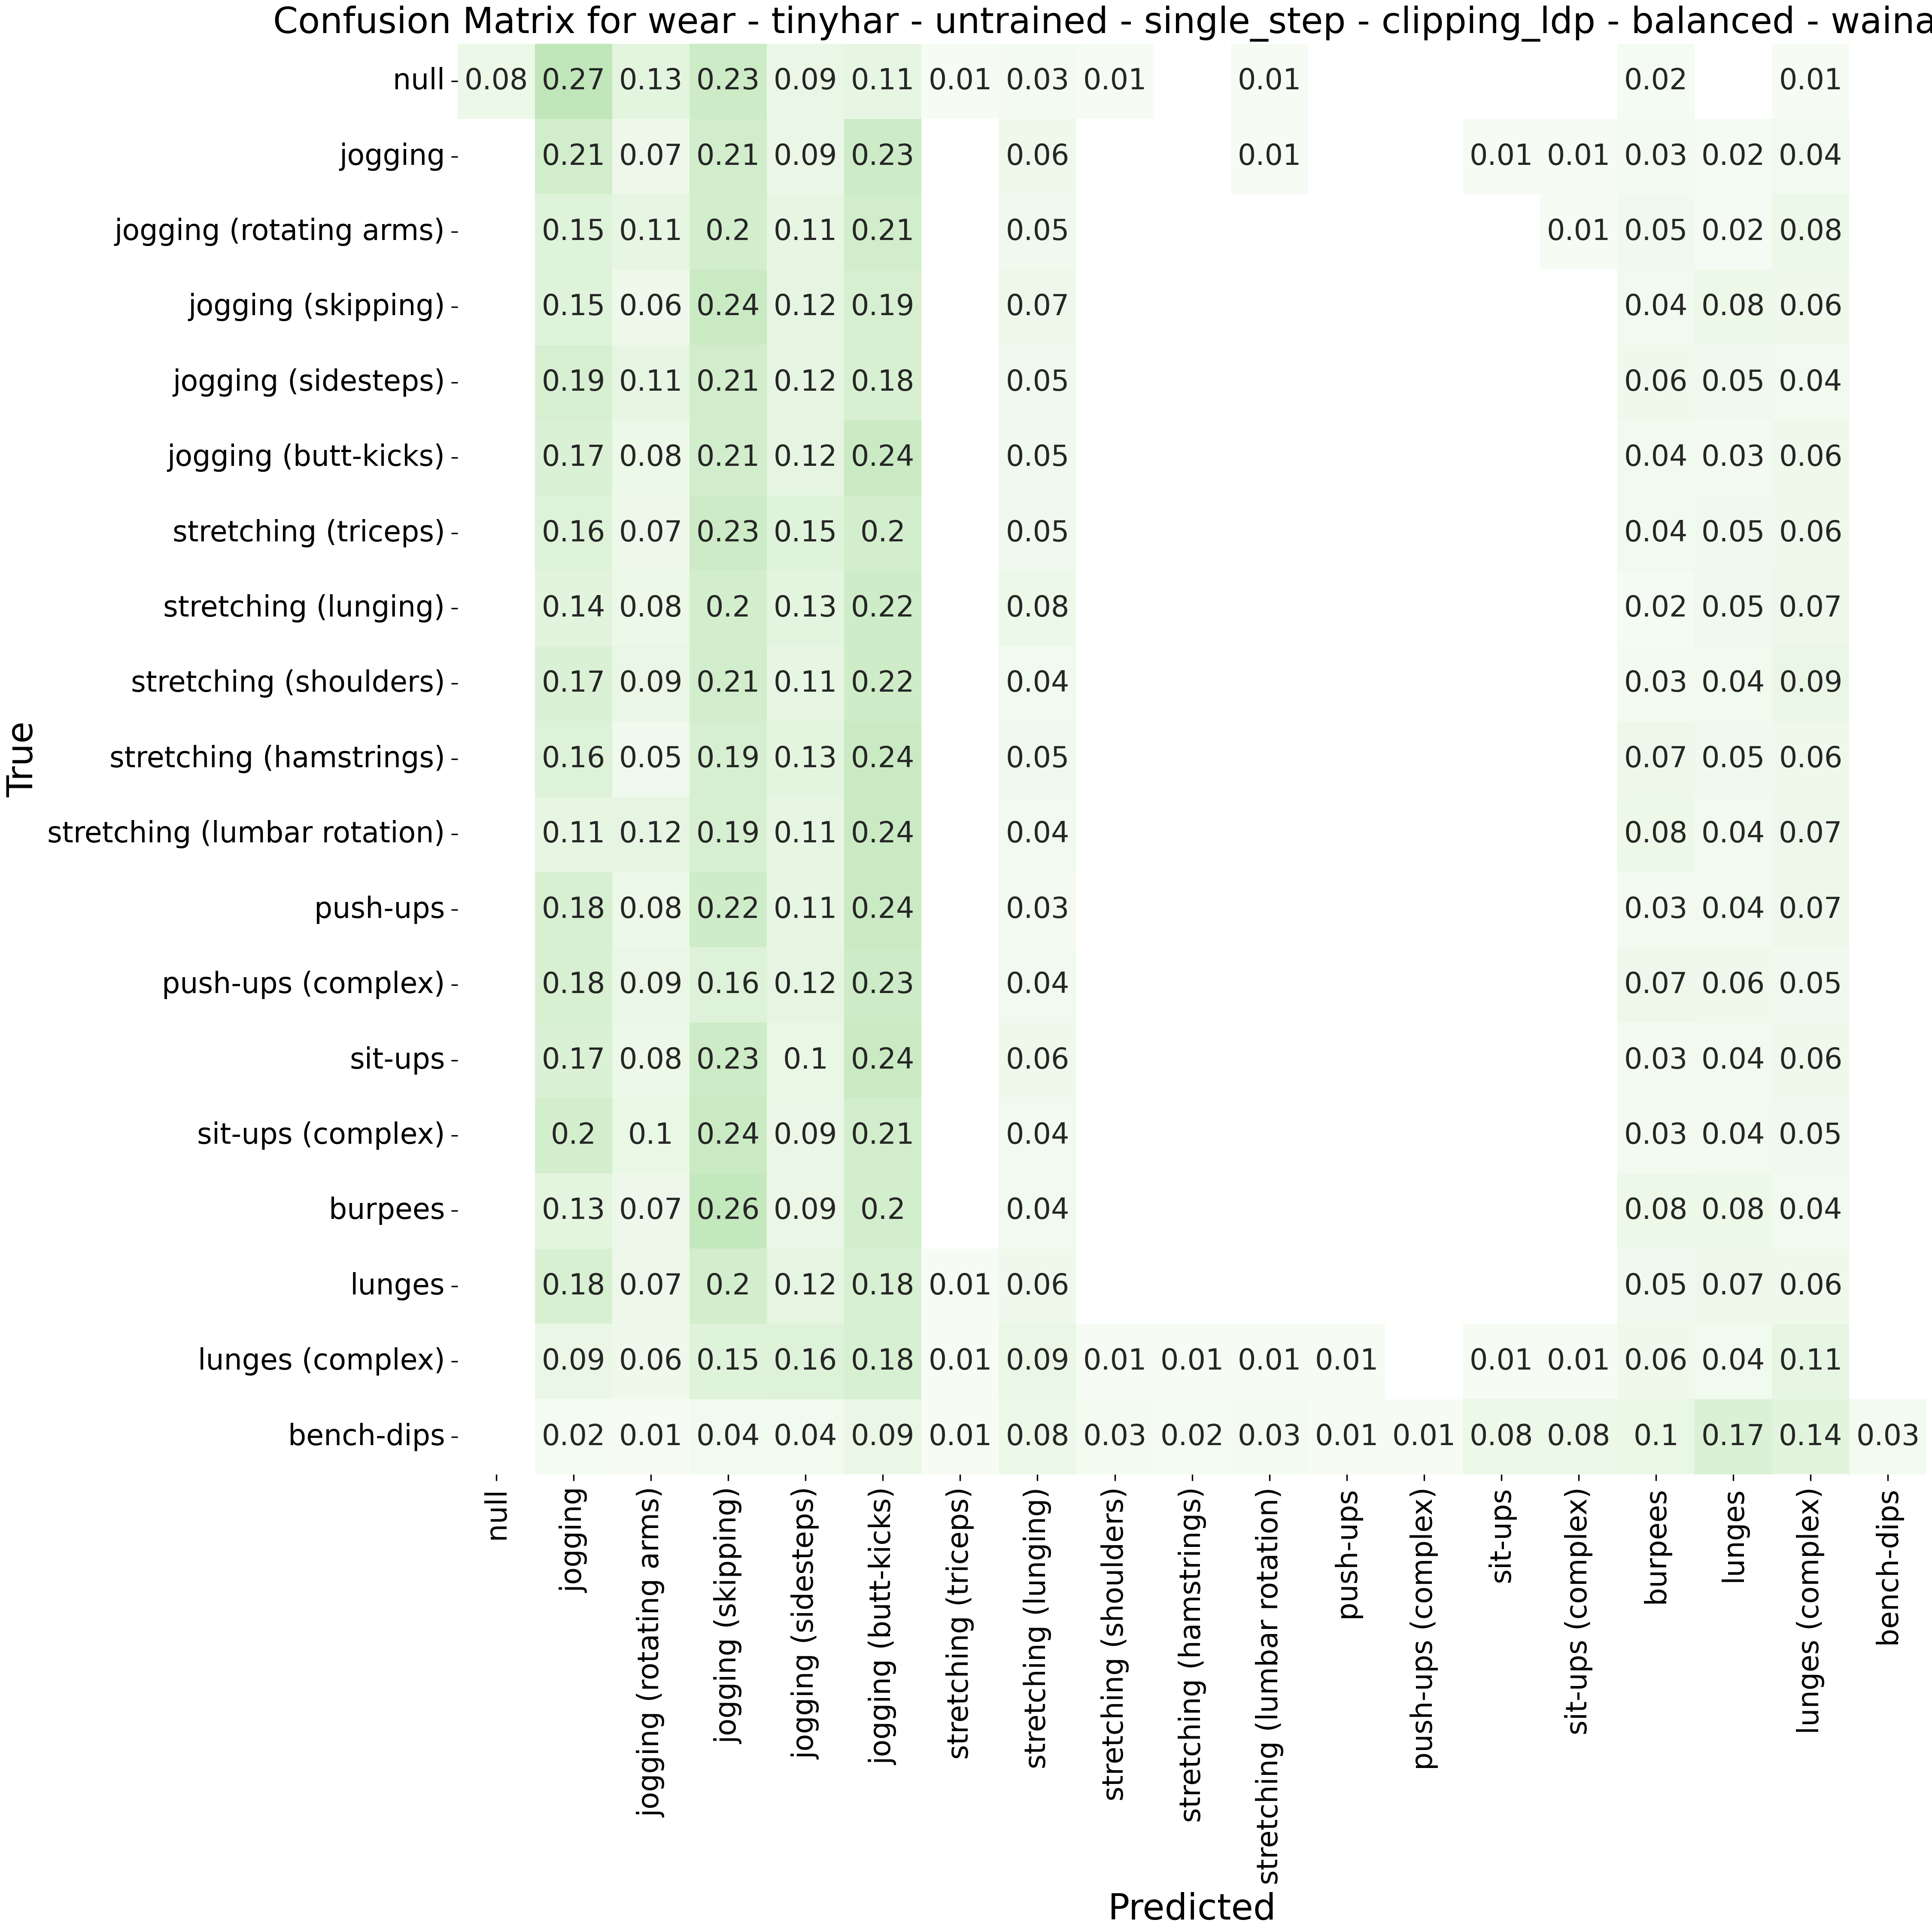 Confusion Matrix for wear - tinyhar - untrained - single_step - clipping_ldp - balanced - waina
null 0.08 0.27 0.13 0.23 0.09 0.11 0.01 0.03 0.01 0.01 0.02 0.01
jogging 0.21 0.07 0.21 0.09 0.23 0.06 0.01 0.01 0.01 0.03 0.02 0.04
jogging (rotating arms) 0.15 0.11 0.2 0.11 0.21 0.05 0.01 0.05 0.02 0.08
jogging (skipping) 0.15 0.06 0.24 0.12 0.19 0.07 0.04 0.08 0.06
jogging (sidesteps) 0.19 0.11 0.21 0.12 0.18 0.05 0.06 0.05 0.04
jogging (butt-kicks) 0.17 0.08 0.21 0.12 0.24 0.05 0.04 0.03 0.06
stretching (triceps) 0.16 0.07 0.23 0.15 0.2 0.05 0.04 0.05 0.06
stretching (lunging) 0.14 0.08 0.2 0.13 0.22 0.08 0.02 0.05 0.07
stretching (shoulders) 0.17 0.09 0.21 0.11 0.22 0.04 0.03 0.04 0.09
stretching (hamstrings) 0.16 0.05 0.19 0.13 0.24 0.05 0.07 0.05 0.06
stretching (lumbar rotation) 0.11 0.12 0.19 0.11 0.24 0.04 0.08 0.04 0.07
push-ups 0.18 0.08 0.22 0.11 0.24 0.03 0.03 0.04 0.07
push-ups (complex) 0.18 0.09 0.16 0.12 0.23 0.04 0.07 0.06 0.05
sit-ups 0.17 0.08 0.23 0.1 0.24 0.06 0.03 0.04 0.06
sit-ups (complex) 0.2 0.1 0.24 0.09 0.21 0.04 0.03 0.04 0.05
burpees 0.13 0.07 0.26 0.09 0.2 0.04 0.08 0.08 0.04
lunges 0.18 0.07 0.2 0.12 0.18 0.01 0.06 0.05 0.07 0.06
lunges (complex) 0.09 0.06 0.15 0.16 0.18 0.01 0.09 0.01 0.01 0.01 0.01 0.01 0.01 0.06 0.04 0.11
bench-dips 0.02 0.01 0.04 0.04 0.09 0.01 0.08 0.03 0.02 0.03 0.01 0.01 0.08 0.08 0.1 0.17 0.14 0.03
True
null
jogging
jogging (rotating arms)
jogging (skipping)
jogging (sidesteps)
jogging (butt-kicks)
stretching (triceps)
stretching (lunging)
stretching (shoulders)
stretching (hamstrings)
stretching (lumbar rotation)
push-ups
push-ups (complex)
sit-ups
sit-ups (complex)
burpees
lunges
lunges (complex)
bench-dips
Predicted